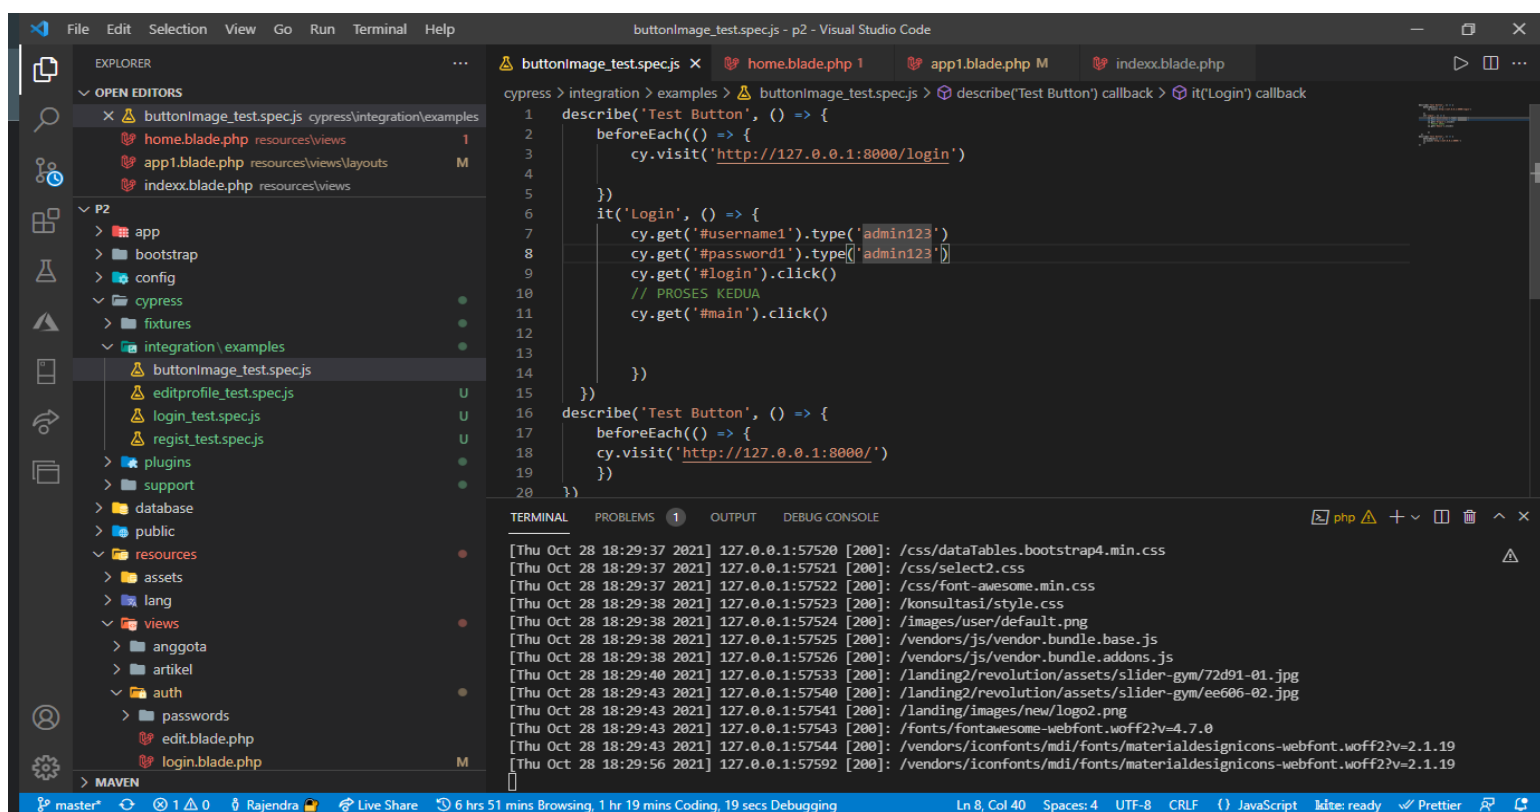 File Edit Selection View Go Run Terminal Help buttonImage_test.spec.js - p2 - Visual Studio Code
EXPLORER
OPEN EDITORS
buttonImage_test.spec.js cypress\integration\examples
home.blade.php resources\views 1
app1.blade.php resources\views\layouts M
indexx.blade.php resources\views
P2
app
bootstrap
config
cypress
fixtures
integration\examples
buttonImage_test.spec.js
editprofile_test.spec.js U
login_test.spec.js U
regist_test.spec.js U
plugins
support
database
public
resources
assets
lang
views
anggota
artikel
auth
passwords
edit.blade.php
login.blade.php M
MAVEN
buttonImage_test.spec.js home.blade.php 1 app1.blade.php M indexx.blade.php
cypress > integration > examples > buttonImage_test.spec.js > describe('Test Button') callback > it('Login') callback
1 describe('Test Button', () => {
2 beforeEach(() => {
3 cy.visit('http://127.0.0.1:8000/login')
4
5 })
6 it('Login', () => {
7 cy.get('#username1').type('admin123')
8 cy.get('#password1').type('admin123')
9 cy.get('#login').click()
10 // PROSES KEDUA
11 cy.get('#main').click()
12
13
14 })
15 })
16 describe('Test Button', () => {
17 beforeEach(() => {
18 cy.visit('http://127.0.0.1:8000/')
19 })
20 })
TERMINAL PROBLEMS 1 OUTPUT DEBUG CONSOLE php
[Thu Oct 28 18:29:37 2021] 127.0.0.1:57520 [200]: /css/dataTables.bootstrap4.min.css
[Thu Oct 28 18:29:37 2021] 127.0.0.1:57521 [200]: /css/select2.css
[Thu Oct 28 18:29:37 2021] 127.0.0.1:57522 [200]: /css/font-awesome.min.css
[Thu Oct 28 18:29:38 2021] 127.0.0.1:57523 [200]: /konsultasi/style.css
[Thu Oct 28 18:29:38 2021] 127.0.0.1:57524 [200]: /images/user/default.png
[Thu Oct 28 18:29:38 2021] 127.0.0.1:57525 [200]: /vendors/js/vendor.bundle.base.js
[Thu Oct 28 18:29:38 2021] 127.0.0.1:57526 [200]: /vendors/js/vendor.bundle.addons.js
[Thu Oct 28 18:29:40 2021] 127.0.0.1:57533 [200]: /landing2/revolution/assets/slider-gym/72d91-01.jpg
[Thu Oct 28 18:29:43 2021] 127.0.0.1:57540 [200]: /landing2/revolution/assets/slider-gym/ee606-02.jpg
[Thu Oct 28 18:29:43 2021] 127.0.0.1:57541 [200]: /landing/images/new/logo2.png
[Thu Oct 28 18:29:43 2021] 127.0.0.1:57543 [200]: /fonts/fontawesome-webfont.woff2?v=4.7.0
[Thu Oct 28 18:29:43 2021] 127.0.0.1:57544 [200]: /vendors/iconfonts/mdi/fonts/materialdesignicons-webfont.woff2?v=2.1.19
[Thu Oct 28 18:29:56 2021] 127.0.0.1:57592 [200]: /vendors/iconfonts/mdi/fonts/materialdesignicons-webfont.woff2?v=2.1.19
master* 1 0 Rajendra Live Share 6 hrs 51 mins Browsing, 1 hr 19 mins Coding, 19 secs Debugging Ln 8, Col 40 Spaces: 4 UTF-8 CRLF {} JavaScript kite: ready Prettier